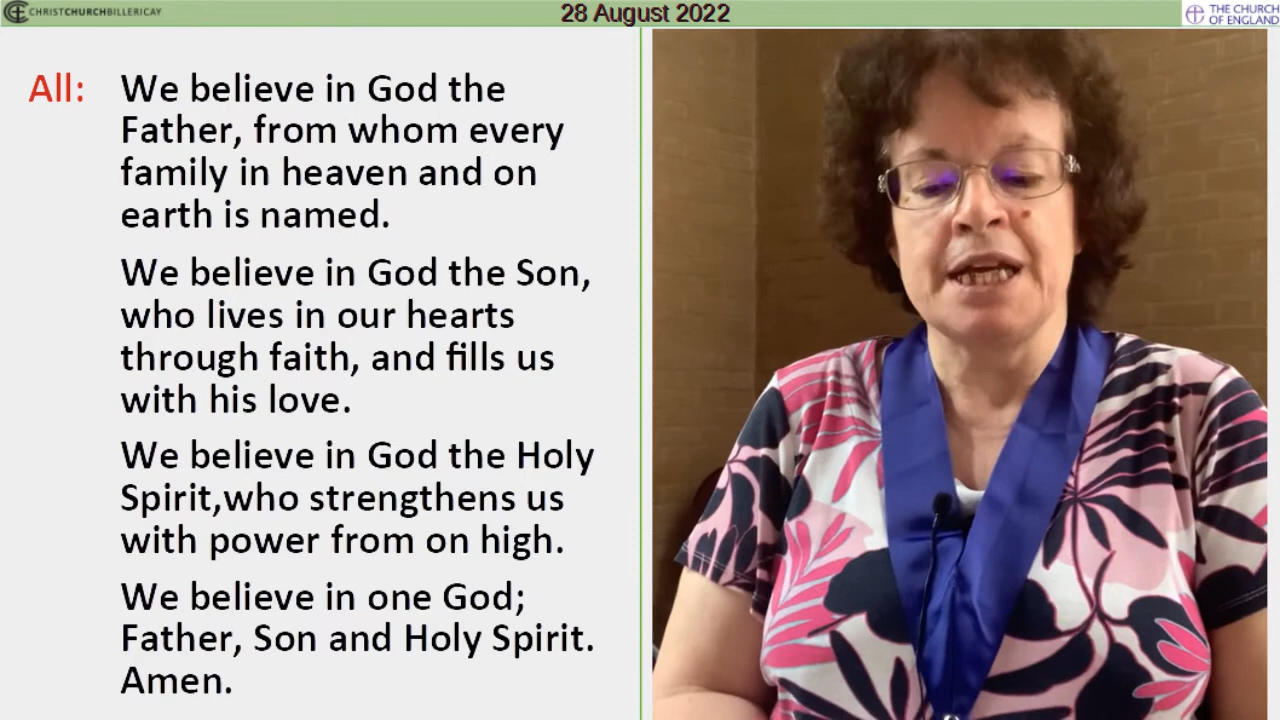 CHRISTCHURCHBILLERICAY
28 August 2022
THE CHURCH
OF ENGLAND
All: We believe in God the
Father, from whom every
family in heaven and on
earth is named.
We believe in God the Son,
who lives in our hearts
through faith, and fills us
with his love.
We believe in God the Holy
Spirit,who strengthens us
with power from on high.
We believe in one God;
Father, Son and Holy Spirit.
Amen.